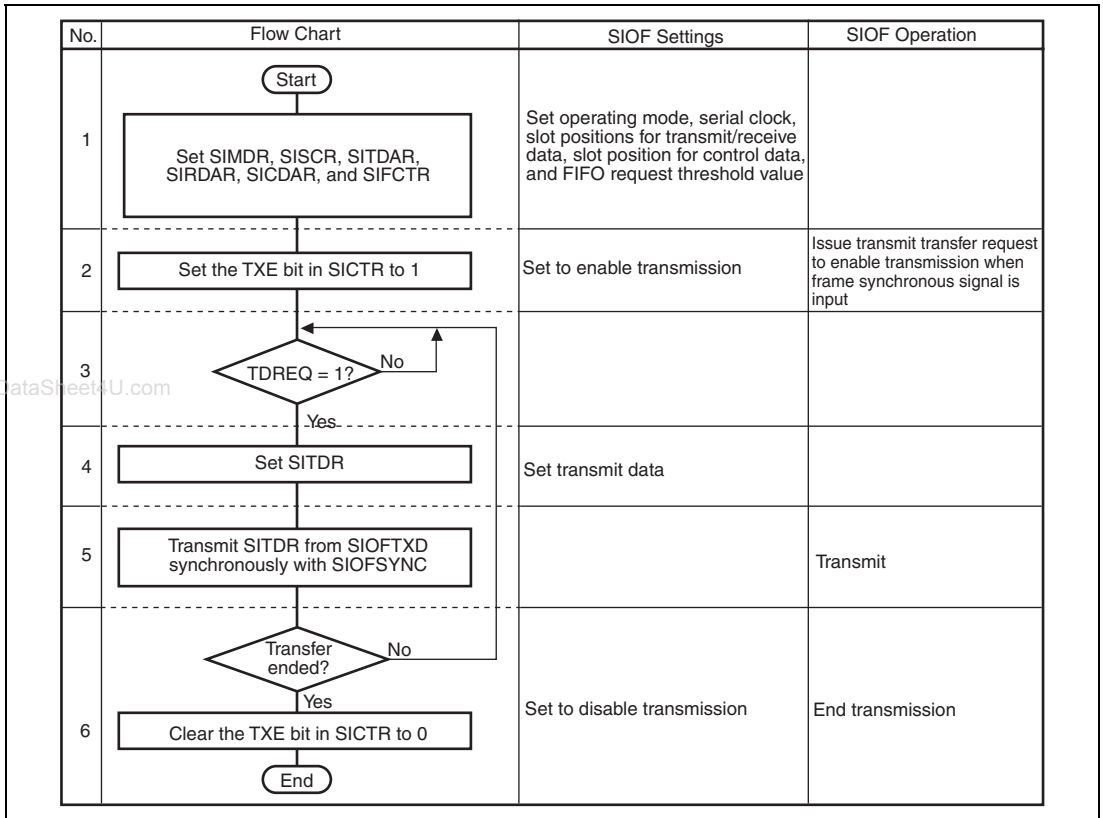 No.
Flow Chart
SIOF Settings
SIOF Operation
Start
1
Set SIMDR, SISCR, SITDAR,
SIRDAR, SICDAR, and SIFCTR
Set operating mode, serial clock,
slot positions for transmit/receive
data, slot position for control data,
and FIFO request threshold value
2
Set the TXE bit in SICTR to 1
Set to enable transmission
Issue transmit transfer request
to enable transmission when
frame synchronous signal is
input
3
TDREQ = 1?
No
Yes
DataSheet4U.com
4
Set SITDR
Set transmit data
5
Transmit SITDR from SIOFTXD
synchronously with SIOFSYNC
Transmit
Transfer
ended?
No
Yes
6
Clear the TXE bit in SICTR to 0
Set to disable transmission
End transmission
End